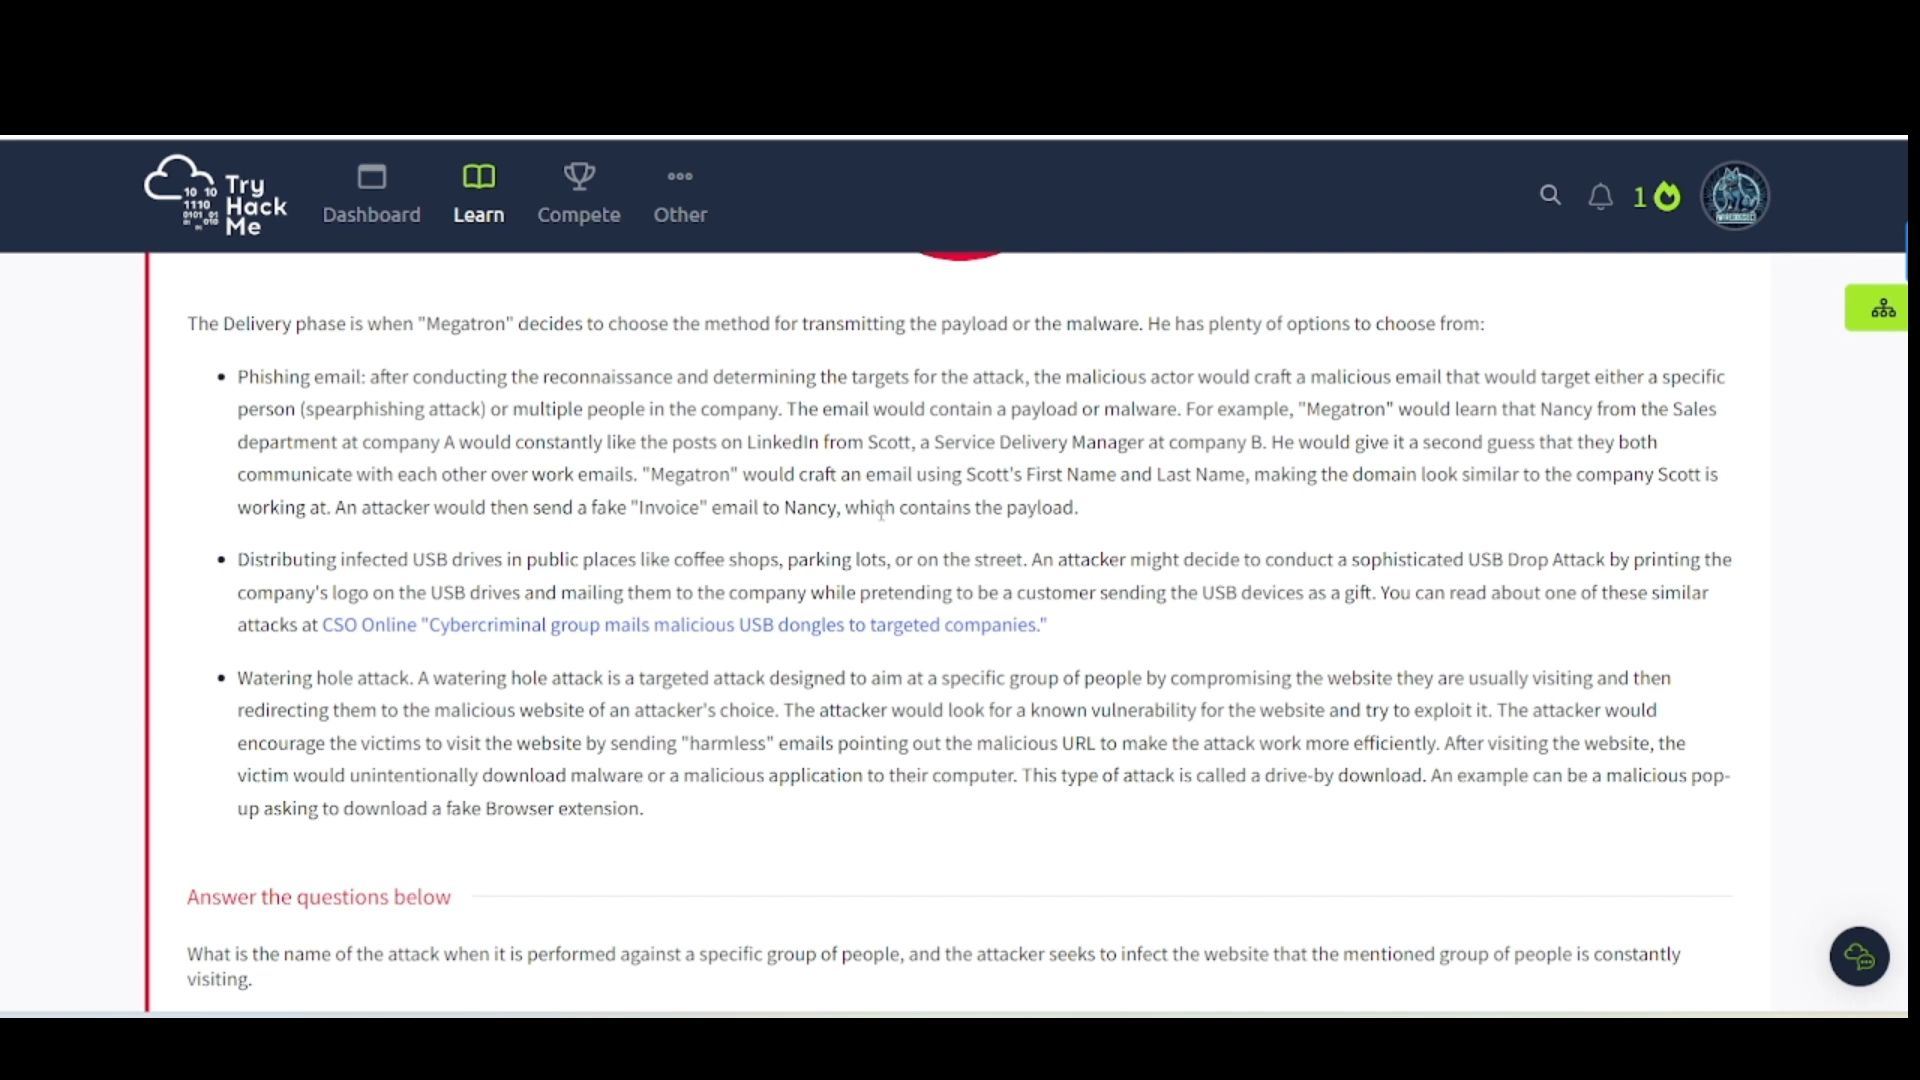 Try
Hack
Me
Dashboard
Learn
Compete
Other
1
The Delivery phase is when "Megatron" decides to choose the method for transmitting the payload or the malware. He has plenty of options to choose from:
Phishing email: after conducting the reconnaissance and determining the targets for the attack, the malicious actor would craft a malicious email that would target either a specific
person (spearphishing attack) or multiple people in the company. The email would contain a payload or malware. For example, "Megatron" would learn that Nancy from the Sales
department at company A would constantly like the posts on LinkedIn from Scott, a Service Delivery Manager at company B. He would give it a second guess that they both
communicate with each other over work emails. "Megatron" would craft an email using Scott's First Name and Last Name, making the domain look similar to the company Scott is
working at. An attacker would then send a fake "Invoice" email to Nancy, which contains the payload.
Distributing infected USB drives in public places like coffee shops, parking lots, or on the street. An attacker might decide to conduct a sophisticated USB Drop Attack by printing the
company's logo on the USB drives and mailing them to the company while pretending to be a customer sending the USB devices as a gift. You can read about one of these similar
attacks at CSO Online "Cybercriminal group mails malicious USB dongles to targeted companies."
Watering hole attack. A watering hole attack is a targeted attack designed to aim at a specific group of people by compromising the website they are usually visiting and then
redirecting them to the malicious website of an attacker's choice. The attacker would look for a known vulnerability for the website and try to exploit it. The attacker would
encourage the victims to visit the website by sending "harmless" emails pointing out the malicious URL to make the attack work more efficiently. After visiting the website, the
victim would unintentionally download malware or a malicious application to their computer. This type of attack is called a drive-by download. An example can be a malicious pop-
up asking to download a fake Browser extension.
Answer the questions below
What is the name of the attack when it is performed against a specific group of people, and the attacker seeks to infect the website that the mentioned group of people is constantly
visiting.